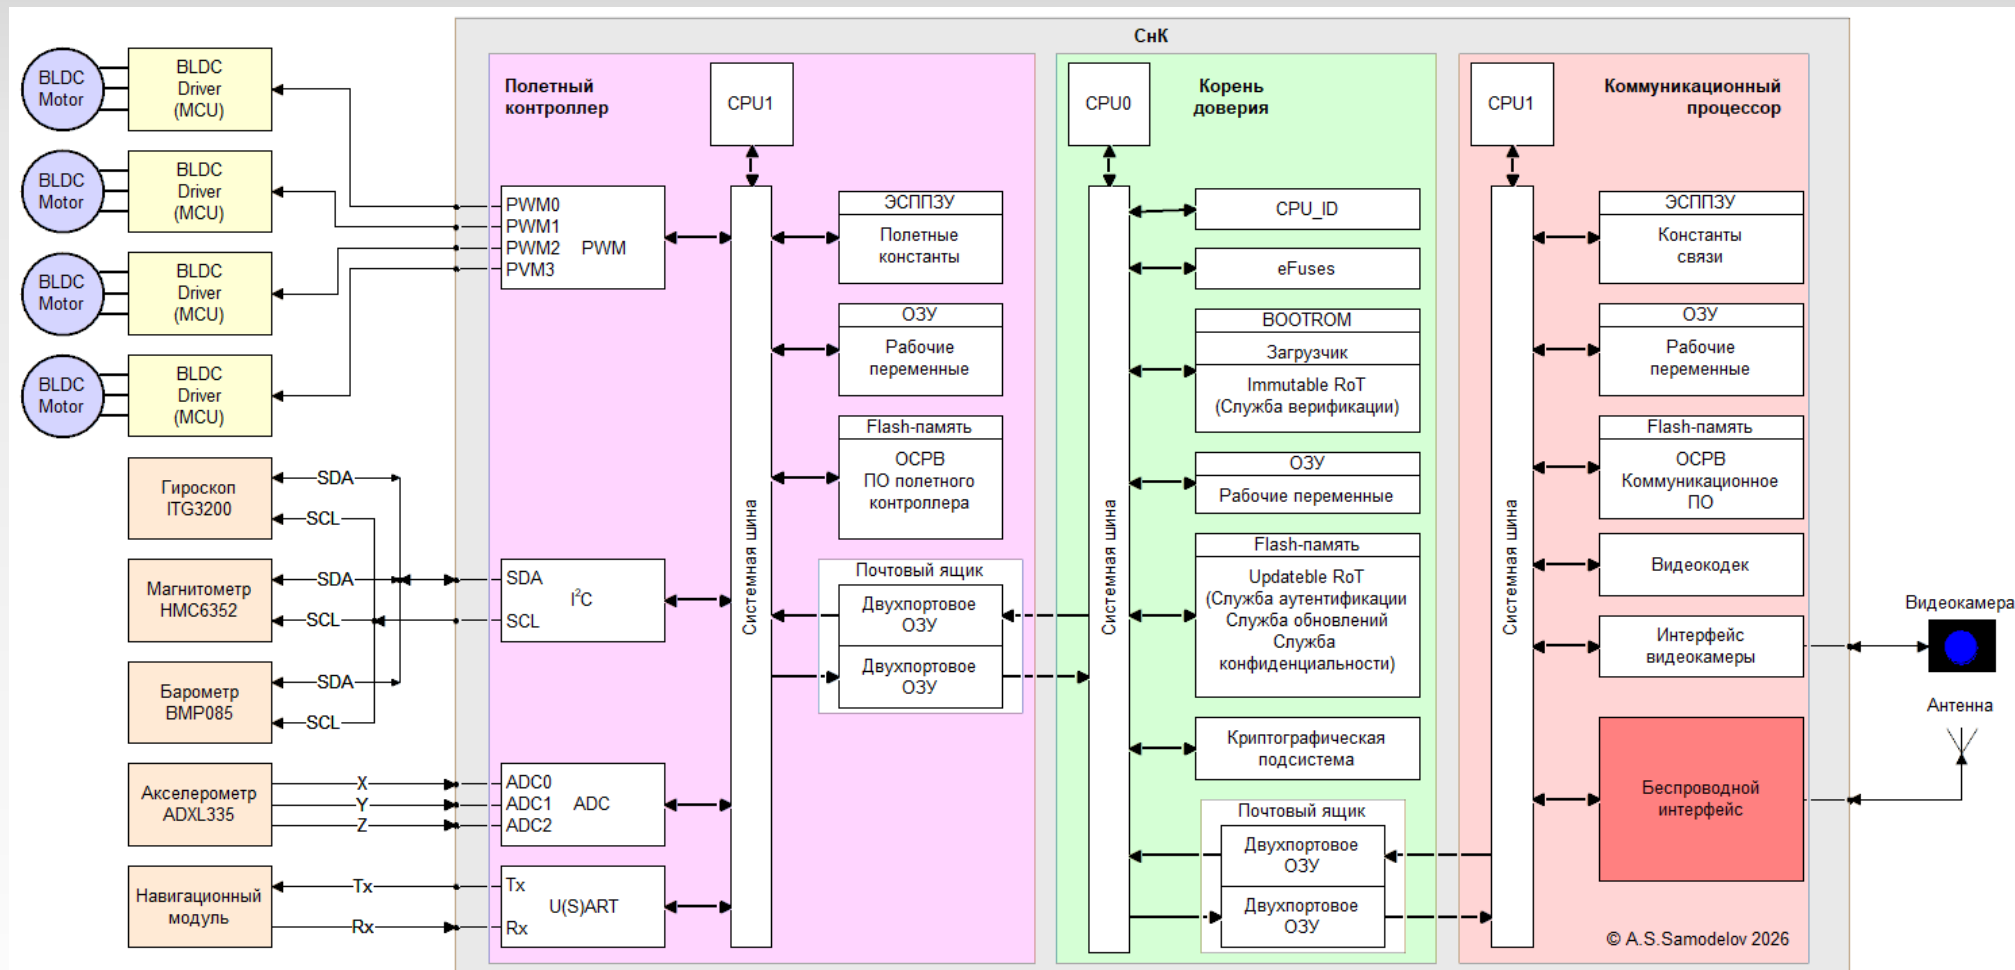 СнК
BLDC
Motor
BLDC
Driver
(MCU)
BLDC
Motor
BLDC
Driver
(MCU)
BLDC
Motor
BLDC
Driver
(MCU)
BLDC
Motor
BLDC
Driver
(MCU)
Гироскоп
ITG3200
SDA
SCL
Магнитометр
HMC6352
SDA
SCL
Барометр
BMP085
SDA
SCL
Акселерометр
ADXL335
X
Y
Z
Навигационный
модуль
Tx
Rx
Полетный
контроллер
CPU1
PWM0
PWM1
PWM2
PVM3
PWM
SDA
SCL
I²C
ADC0
ADC1
ADC2
ADC
Tx
Rx
U(S)ART
Системная шина
ЭСППЗУ
Полетные
константы
ОЗУ
Рабочие
переменные
Flash-память
ОСРВ
ПО полетного
контроллера
Почтовый ящик
Двухпортовое
ОЗУ
Двухпортовое
ОЗУ
CPU0
Корень
доверия
Системная шина
CPU_ID
eFuses
BOOTROM
Загрузчик
Immutable RoT
(Служба верификации)
ОЗУ
Рабочие переменные
Flash-память
Updateble RoT
(Служба аутентификации
Служба обновлений
Служба
конфиденциальности)
Криптографическая
подсистема
Почтовый ящик
Двухпортовое
ОЗУ
Двухпортовое
ОЗУ
CPU1
Коммуникационный
процессор
Системная шина
ЭСППЗУ
Константы
связи
ОЗУ
Рабочие
переменные
Flash-память
ОСРВ
Коммуникационное
ПО
Видеокодек
Интерфейс
видеокамеры
Беспроводной
интерфейс
© A.S.Samodelov 2026
Видеокамера
Антенна